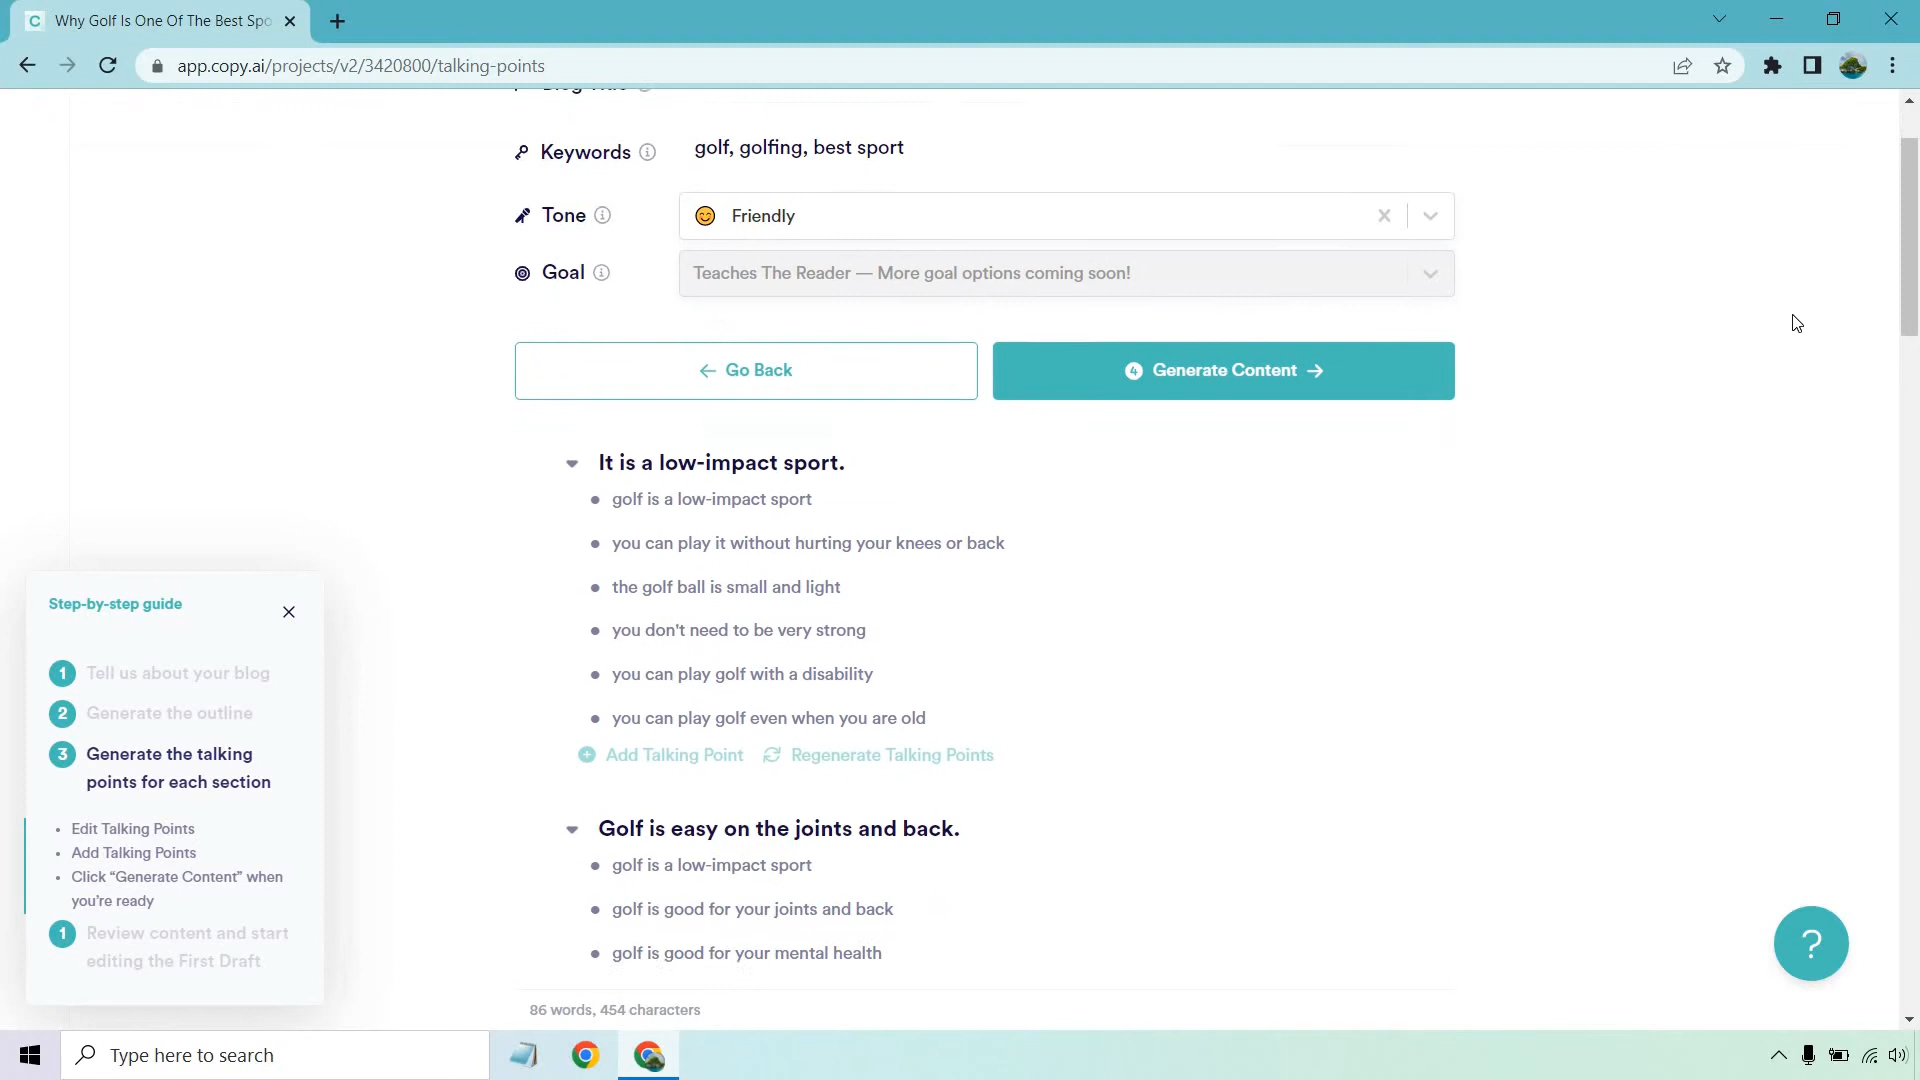 Why Golf Is One Of The Best Spo
app.copy.ai/projects/v2/3420800/talking-points
Keywords
golf, golfing, best sport
Tone
😊 Friendly
Goal
Teaches The Reader — More goal options coming soon!
← Go Back
4 Generate Content →
It is a low-impact sport.
• golf is a low-impact sport
• you can play it without hurting your knees or back
• the golf ball is small and light
• you don't need to be very strong
• you can play golf with a disability
• you can play golf even when you are old
Add Talking Point
Regenerate Talking Points
Golf is easy on the joints and back.
• golf is a low-impact sport
• golf is good for your joints and back
• golf is good for your mental health
86 words, 454 characters
Step-by-step guide
1 Tell us about your blog
2 Generate the outline
3 Generate the talking
points for each section
• Edit Talking Points
• Add Talking Points
• Click “Generate Content” when
you’re ready
1 Review content and start
editing the First Draft
?
Type here to search